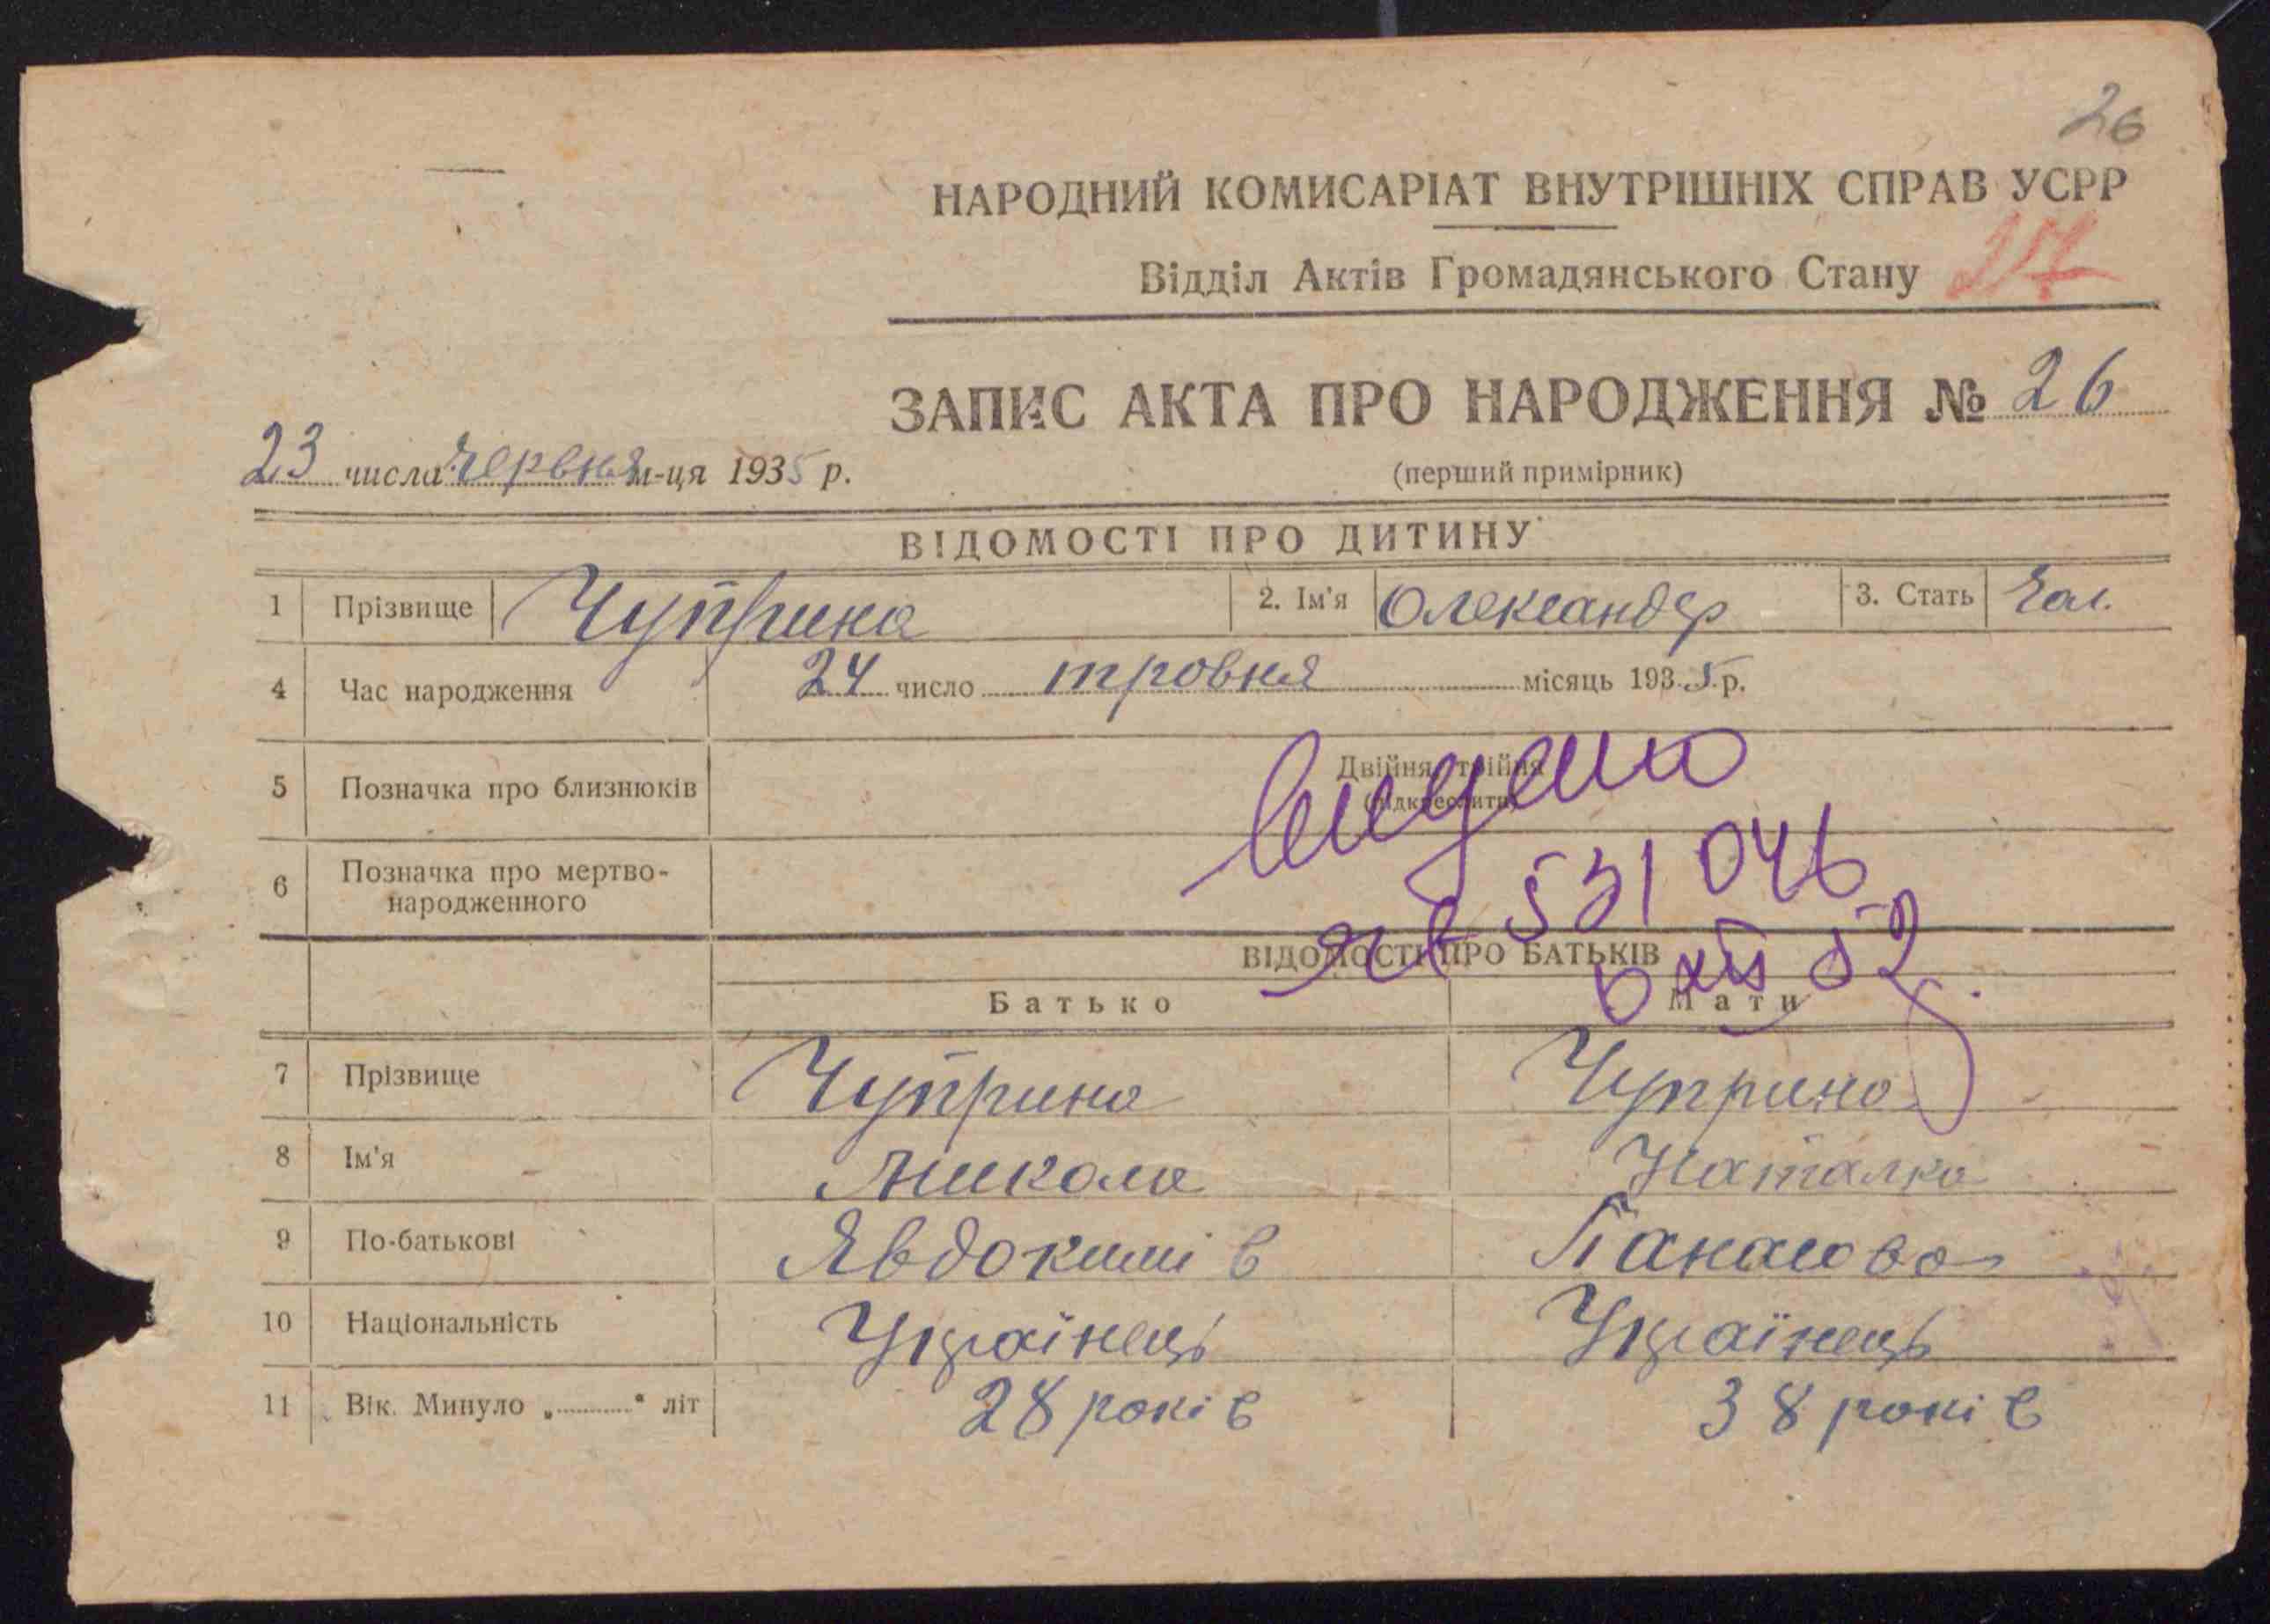 26
НАРОДНИЙ КОМИСАРІАТ ВНУТРІШНІХ СПРАВ УСРР
Відділ Актів Громадянського Стану
ЗАПИС АКТА ПРО НАРОДЖЕННЯ № 26
23 числа червня м-ця 1935 р.
(перший примірник)
ВІДОМОСТІ ПРО ДИТИНУ
1 Прізвище Чуприна 2. Ім'я Олександр 3. Стать Чол.
4 Час народження 24 число тровня місяць 1935 р.
5 Позначка про близнюків Двійня, трійня
(підкреслити)
6 Позначка про мертво-
народженного
531046
6 XII 52
ВІДОМОСТІ ПРО БАТЬКІВ
Батько Мати
7 Прізвище Чуприна Чуприна
8 Ім'я Микола Наталка
9 По-батькові Явдокимів Панасова
10 Національність Українець Українець
11 Вік. Минуло „..........“ літ 28 років 38 років